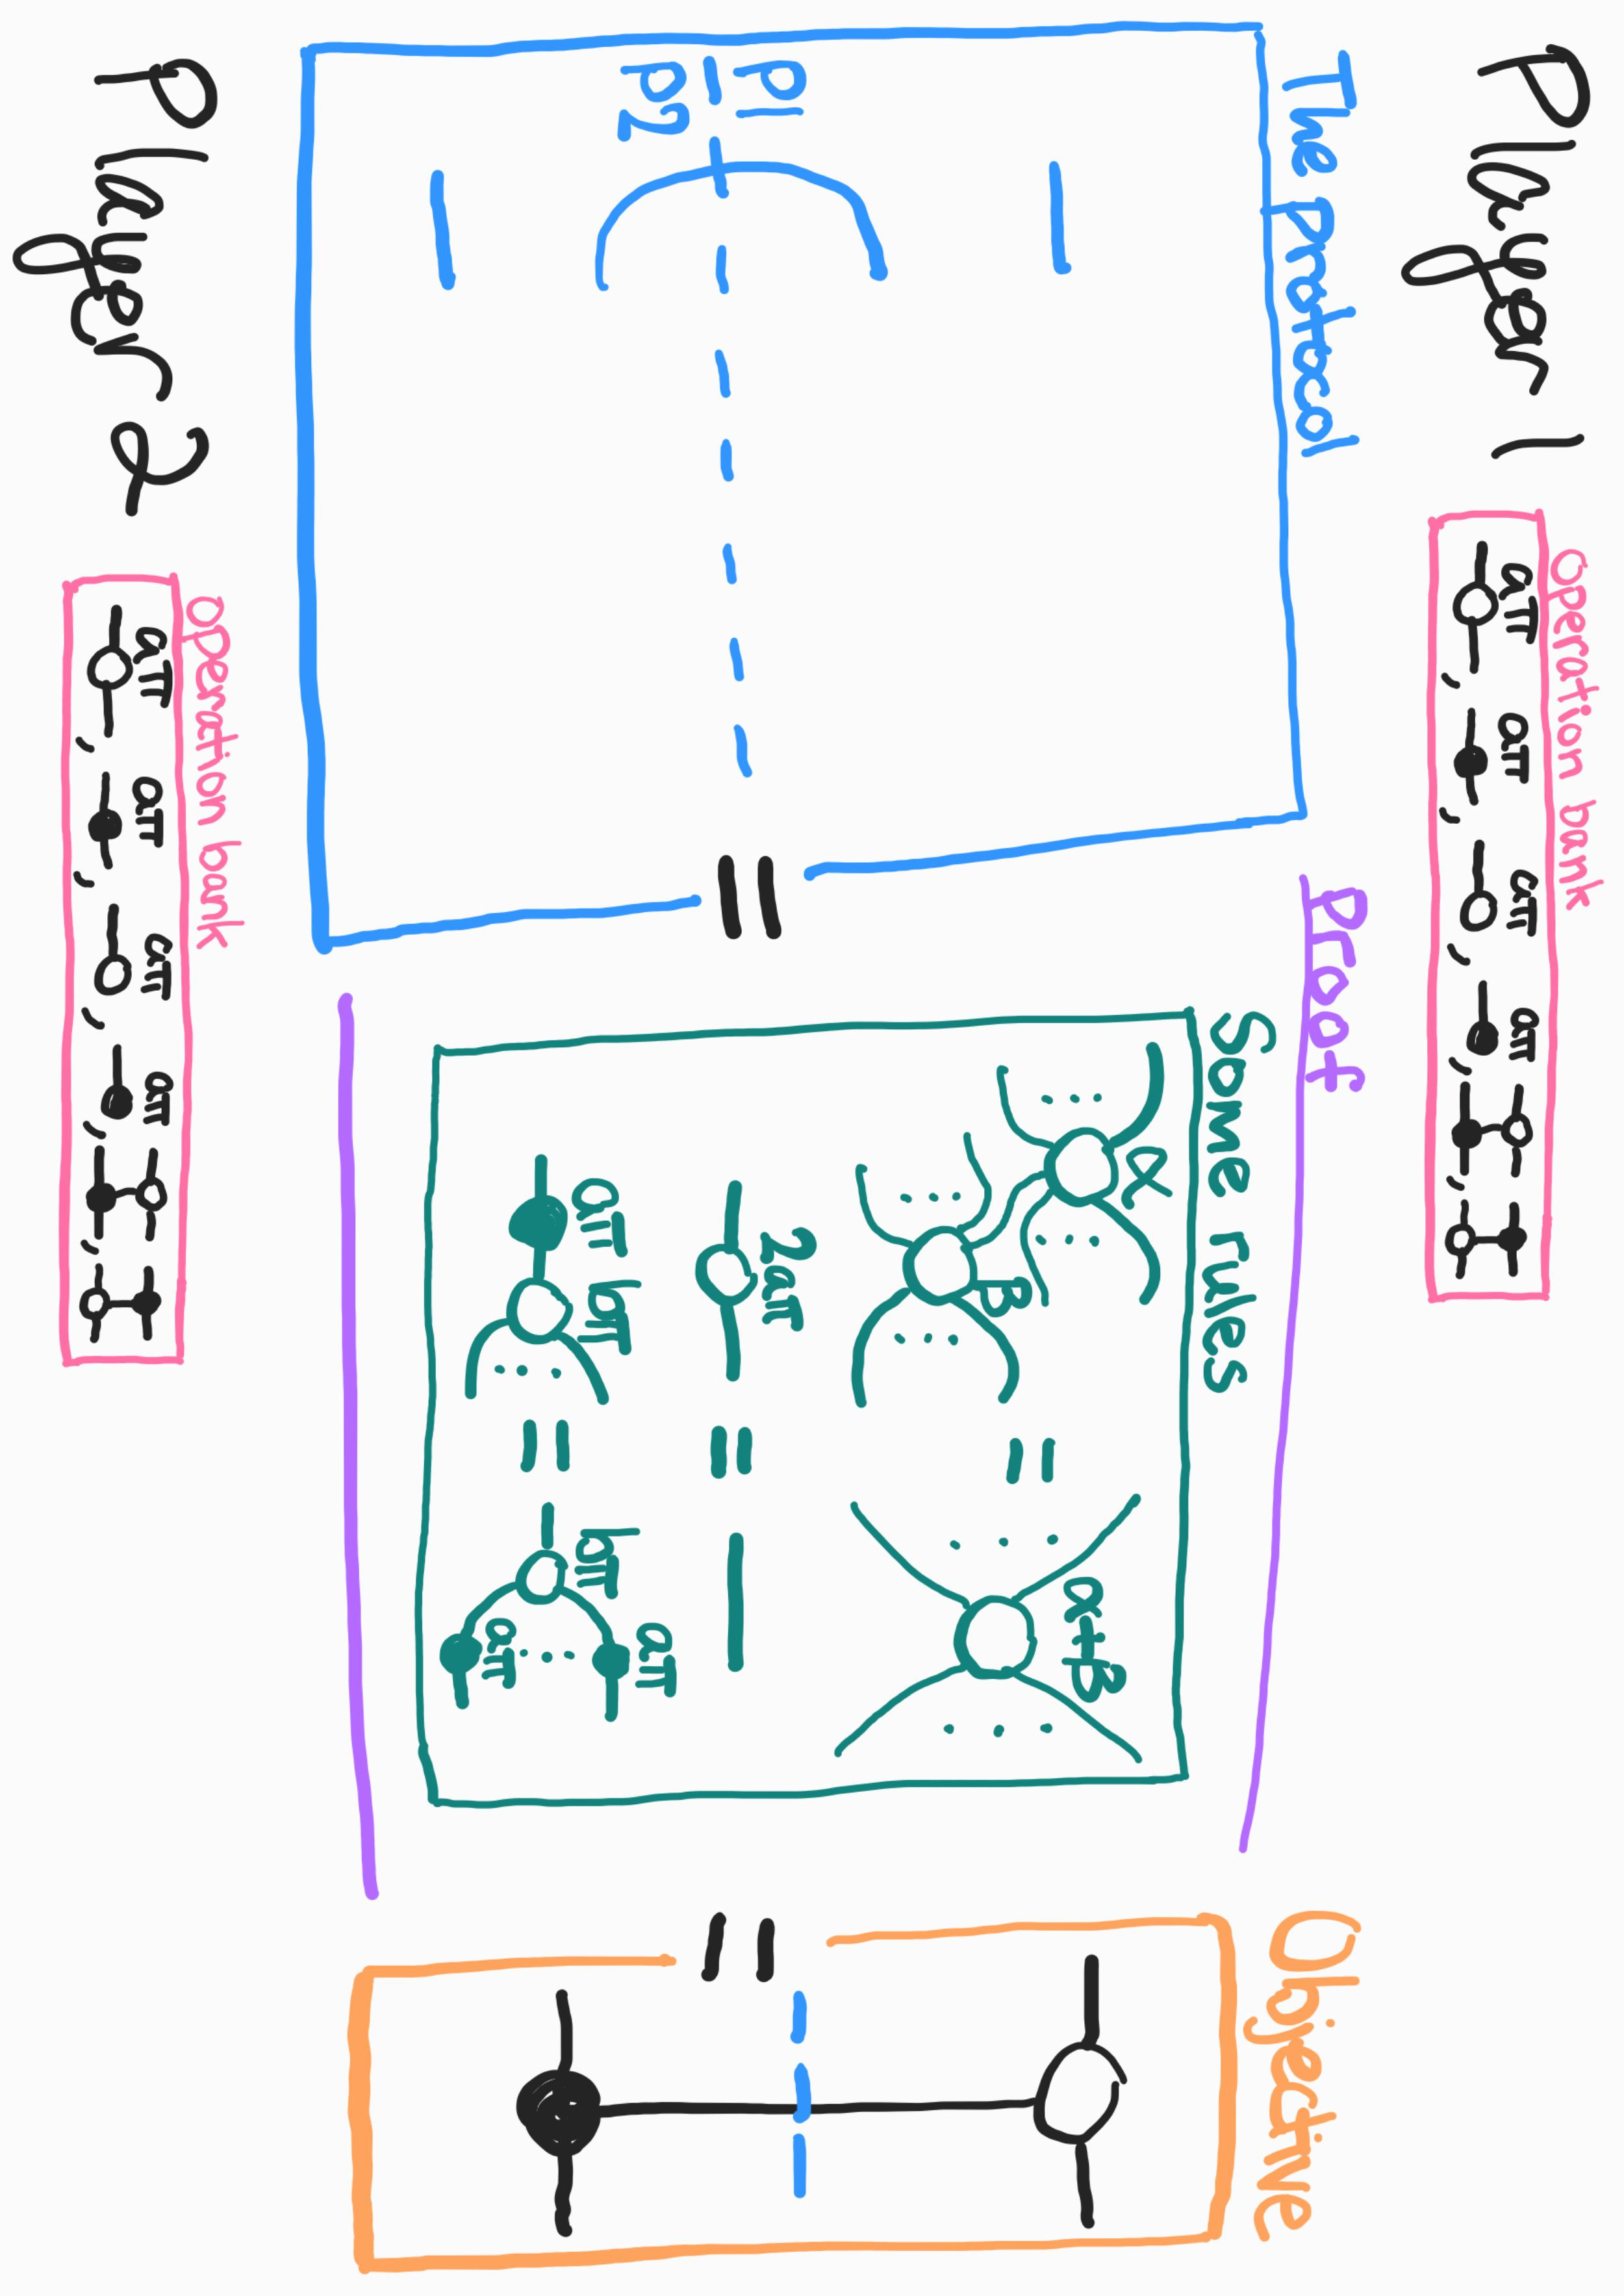 Player 1
Operation bank
aπ , aπ , aπ , aπ , ,
The Protocol
P1
P2
Proof
some rules
α
β
α+β
2aπ
aπ bπ
bπ aπ
aπ
Objective
Player 2
Operation bank
aπ , aπ , aπ , aπ , ,